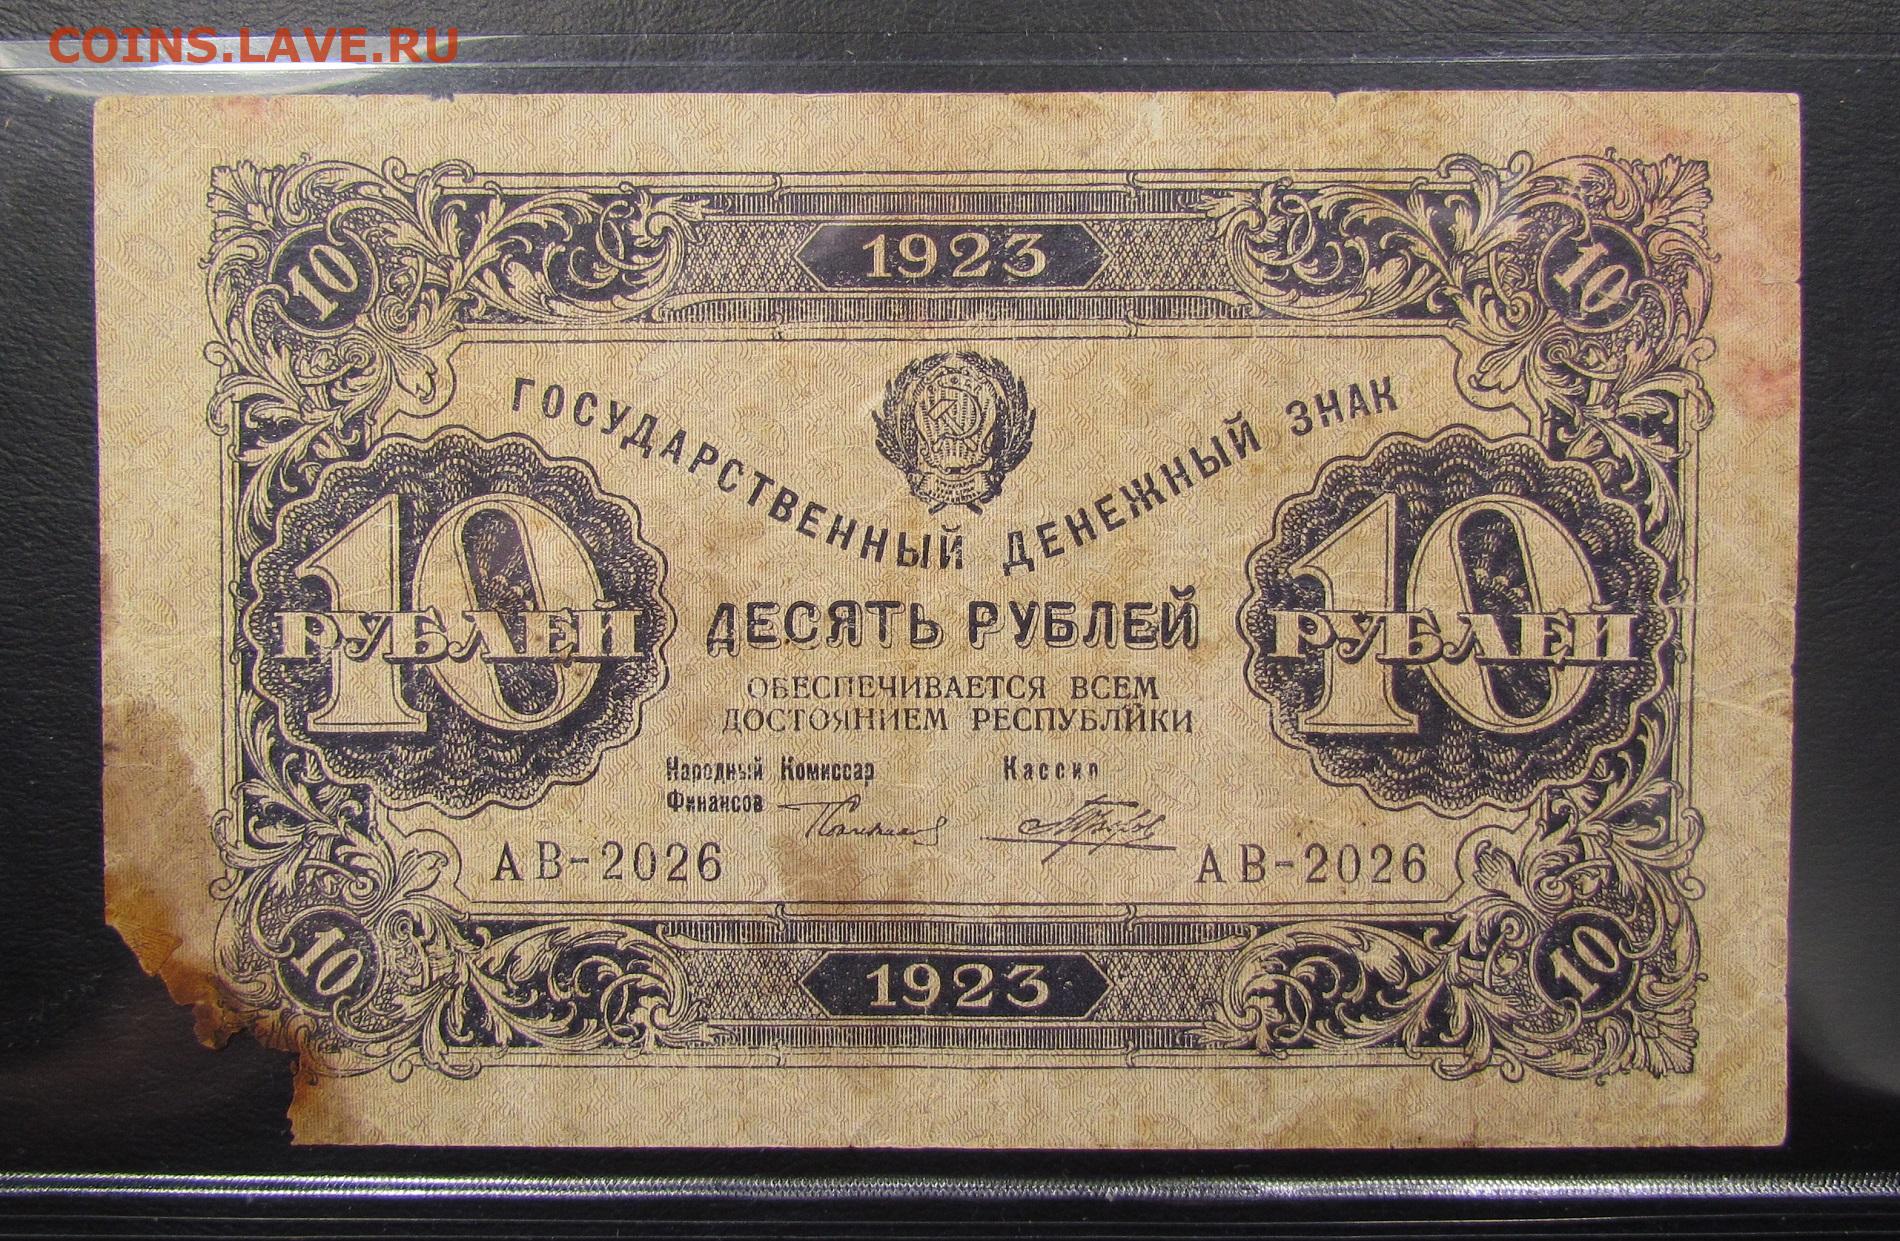 COINS.LAVE.RU
1923
10 10
ГОСУДАРСТВЕННЫЙ ДЕНЕЖНЫЙ ЗНАК
10 10
РУБЛЕЙ РУБЛЕЙ
ДЕСЯТЬ РУБЛЕЙ
ОБЕСПЕЧИВАЕТСЯ ВСЕМ
ДОСТОЯНИЕМ РЕСПУБЛИКИ
Народный Комиссар Кассир
Финансов
АВ-2026 АВ-2026
10 10
1923